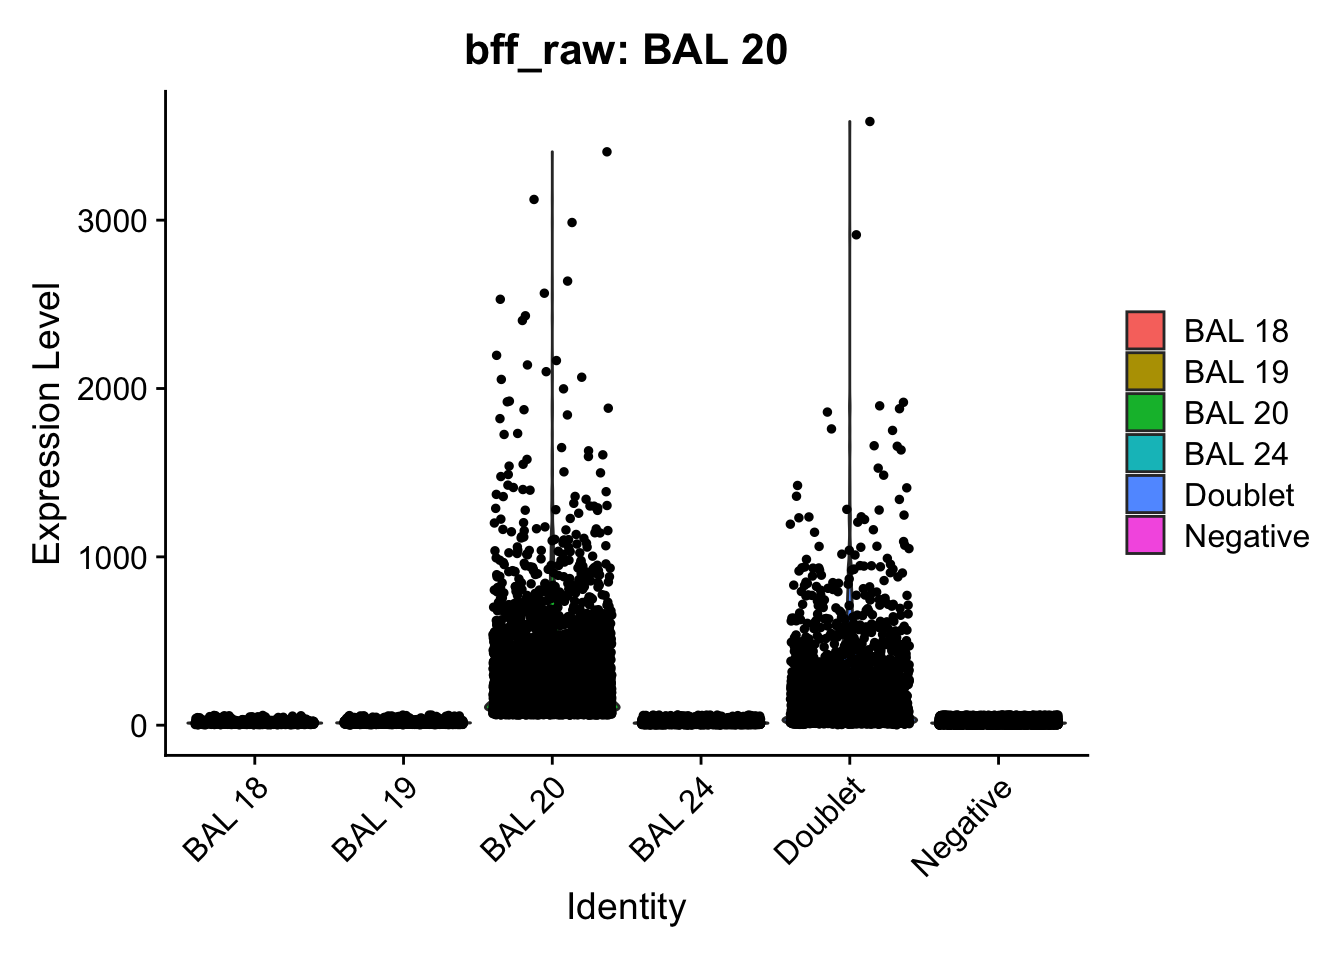 bff_raw: BAL 20
Expression Level
3000
2000
1000
0
BAL 18
BAL 19
BAL 20
BAL 24
Doublet
Negative
Identity
BAL 18
BAL 19
BAL 20
BAL 24
Doublet
Negative